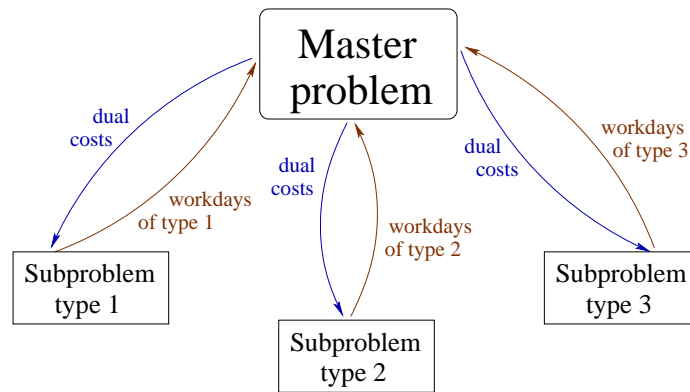 Master
problem
dual
costs
workdays
of type 1
dual
costs
workdays
of type 2
dual
costs
workdays
of type 3
Subproblem
type 1
Subproblem
type 2
Subproblem
type 3